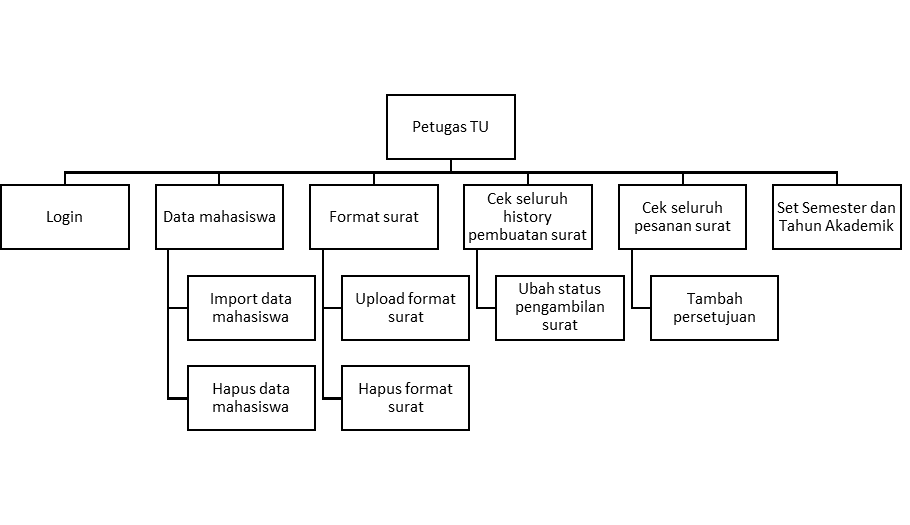 Petugas TU
Login
Data mahasiswa
Format surat
Cek seluruh
history
pembuatan surat
Cek seluruh
pesanan surat
Set Semester dan
Tahun Akademik
Import data
mahasiswa
Upload format
surat
Ubah status
pengambilan
surat
Tambah
persetujuan
Hapus data
mahasiswa
Hapus format
surat